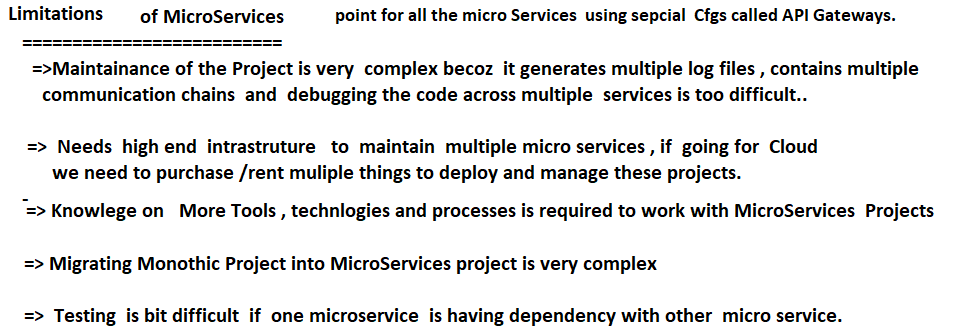 Limitations of MicroServices point for all the micro Services using sepcial Cfgs called API Gateways.
==========================
=>Maintainance of the Project is very complex becoz it generates multiple log files , contains multiple
communication chains and debugging the code across multiple services is too difficult..
=> Needs high end intrastruture to maintain multiple micro services , if going for Cloud
we need to purchase /rent muliple things to deploy and manage these projects.
=> Knowlege on More Tools , technlogies and processes is required to work with MicroServices Projects
=> Migrating Monothic Project into MicroServices project is very complex
=> Testing is bit difficult if one microservice is having dependency with other micro service.